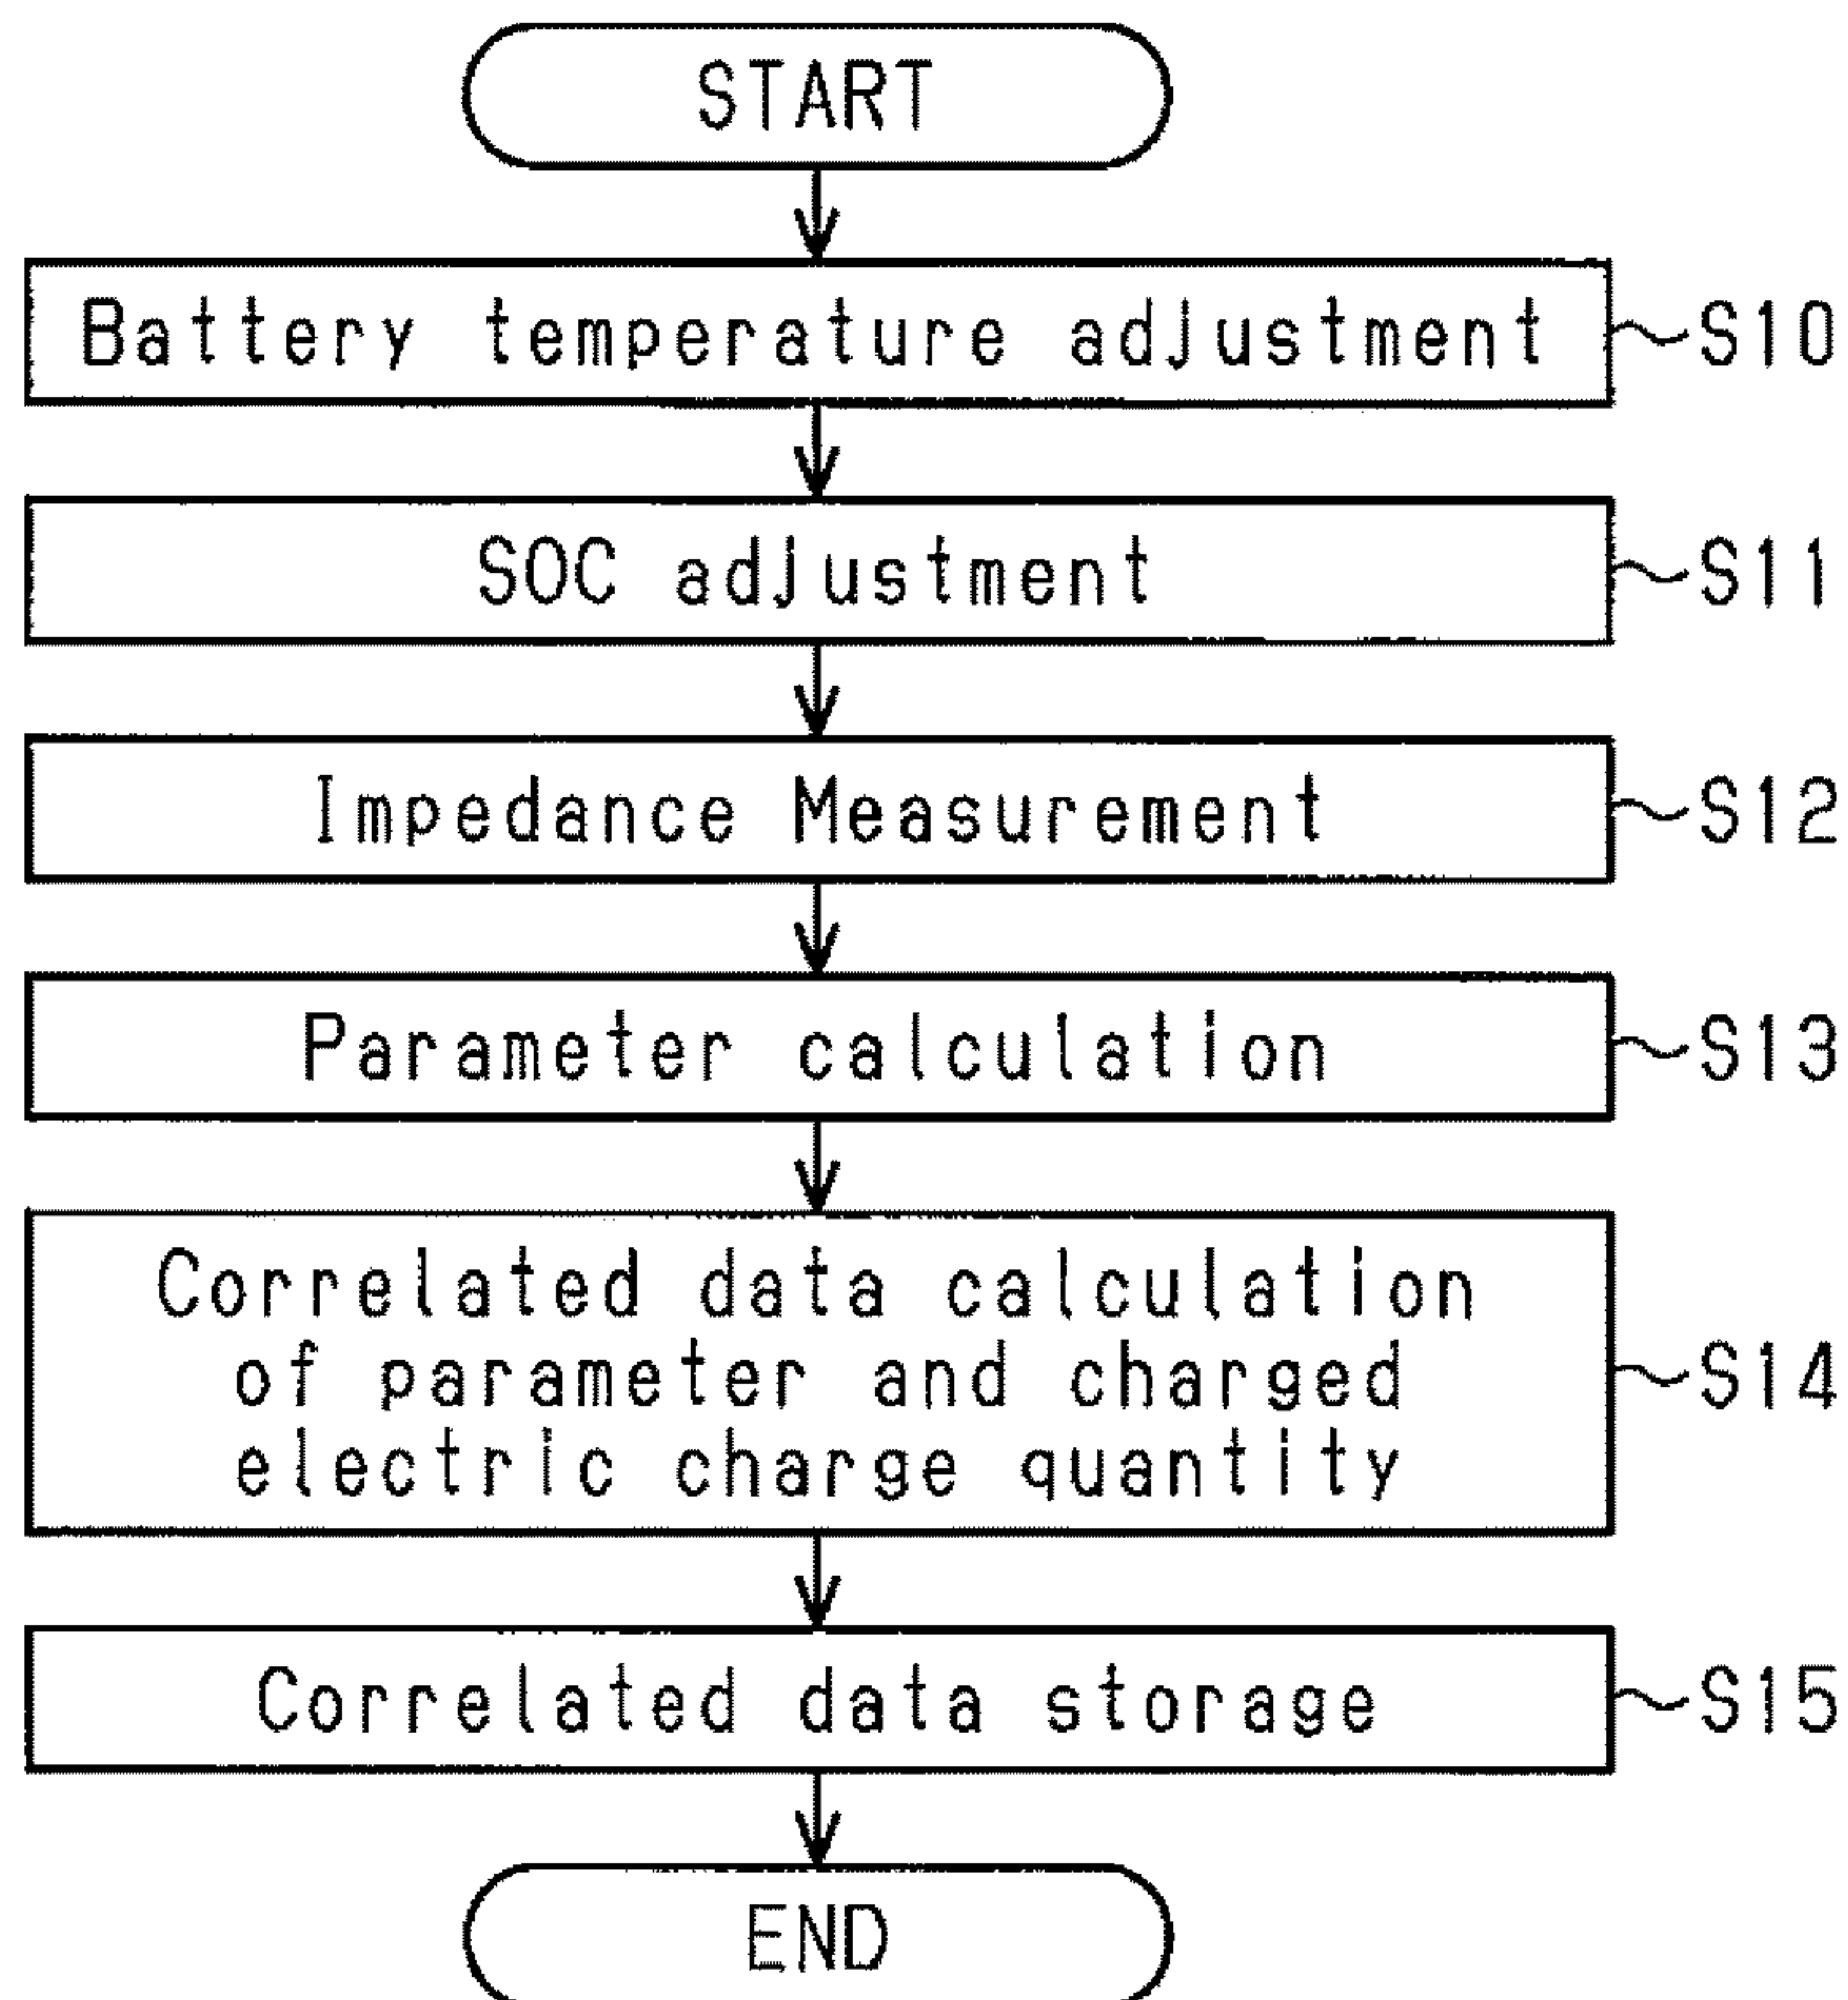 START
Battery temperature adjustment S10
SOC adjustment S11
Impedance Measurement S12
Parameter calculation S13
Correlated data calculation
of parameter and charged S14
electric charge quantity
Correlated data storage S15
END